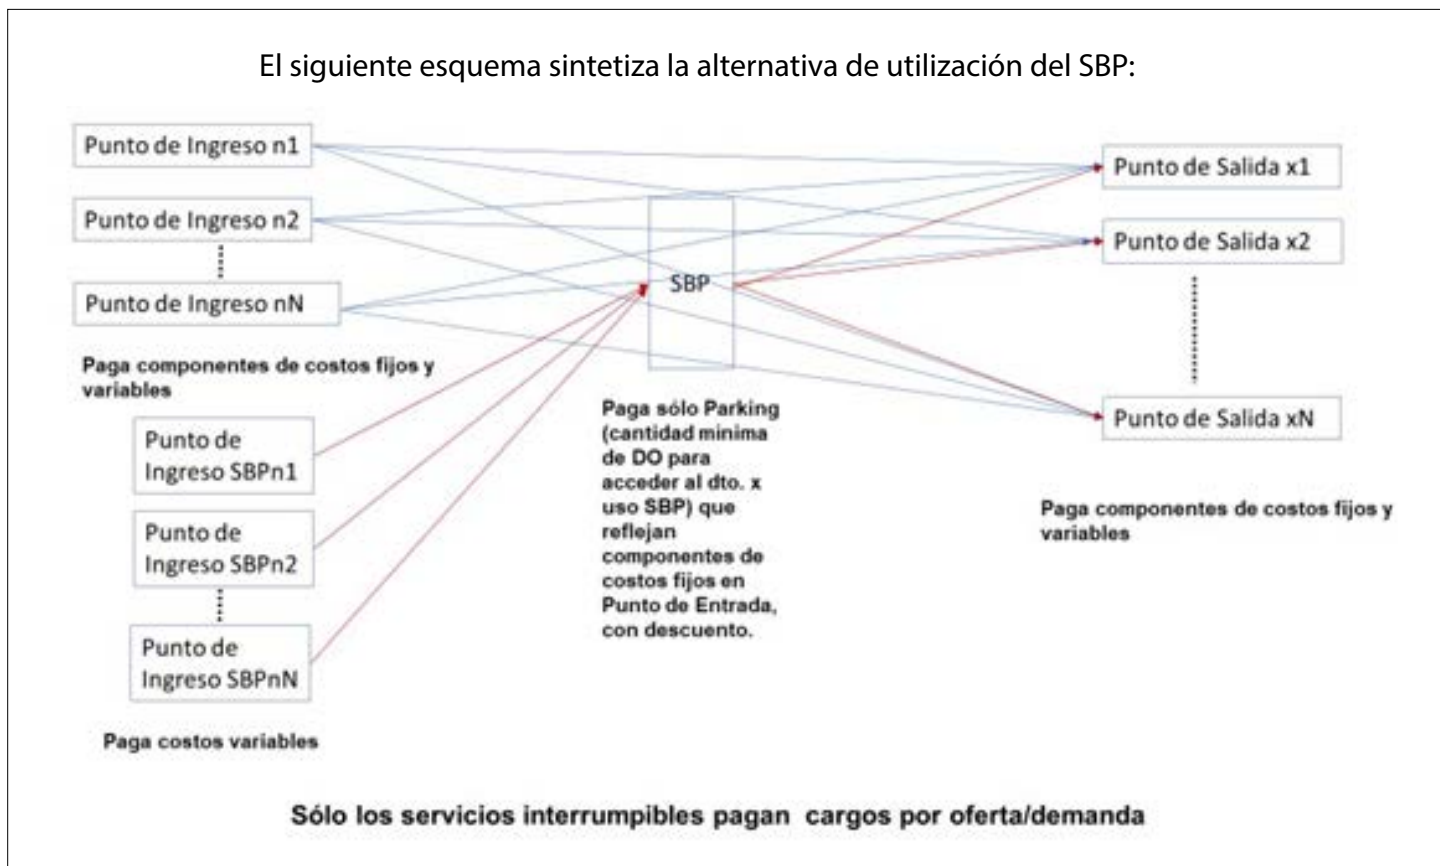 El siguiente esquema sintetiza la alternativa de utilización del SBP:
Punto de Ingreso n1
Punto de Ingreso n2
Punto de Ingreso nN
Paga componentes de costos fijos y
variables
Punto de
Ingreso SBPn1
Punto de
Ingreso SBPn2
Punto de
Ingreso SBPnN
Paga costos variables
SBP
Paga sólo Parking
(cantidad minima
de DO para
acceder al dto. x
uso SBP) que
reflejan
componentes de
costos fijos en
Punto de Entrada,
con descuento.
Punto de Salida x1
Punto de Salida x2
Punto de Salida xN
Paga componentes de costos fijos y
variables
Sólo los servicios interrumpibles pagan cargos por oferta/demanda